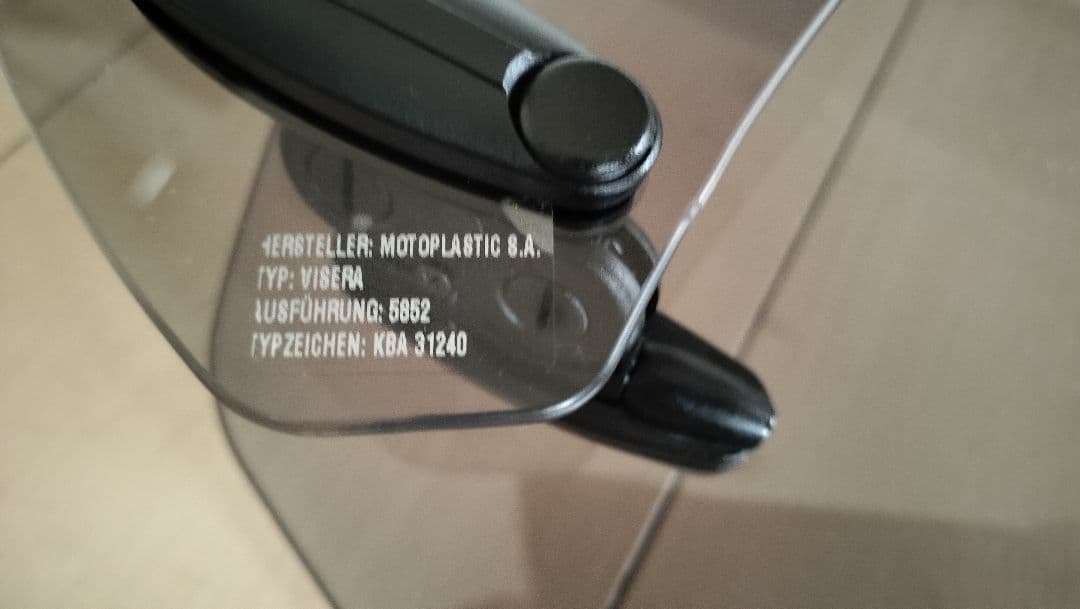 HERSTELLER: MOTOPLASTIC S.A.
TYP: VISERA
AUSFÜHRUNG: 5852
TYPZEICHEN: KBA 31240